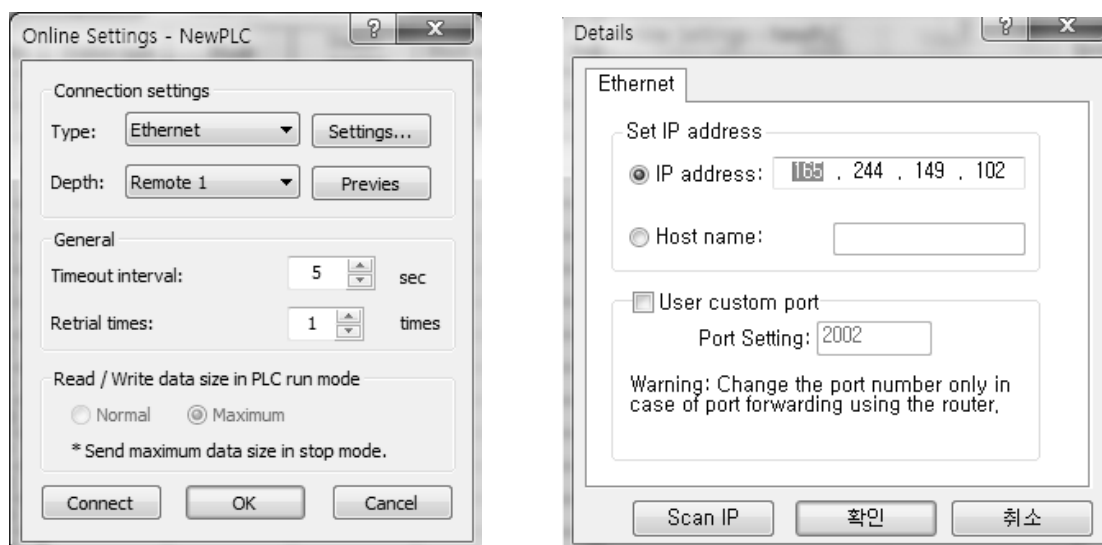 Online Settings - NewPLC
Connection settings
Type: Ethernet Settings...
Depth: Remote 1 Previes
General
Timeout interval: 5 sec
Retrial times: 1 times
Read / Write data size in PLC run mode
Normal Maximum
* Send maximum data size in stop mode.
Connect OK Cancel
Details
Ethernet
Set IP address
IP address: 165 . 244 . 149 . 102
Host name:
User custom port
Port Setting: 2002
Warning: Change the port number only in
case of port forwarding using the router,
Scan IP 확인 취소